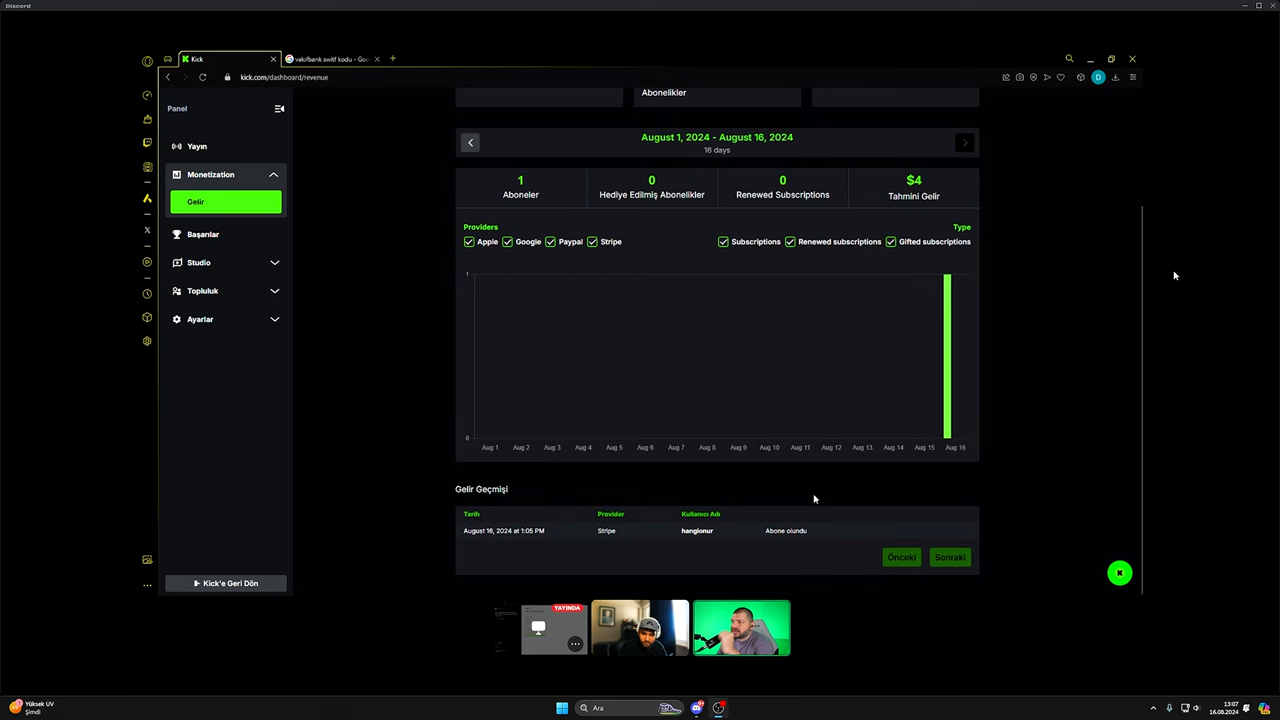 Discord
Kick
vakıfbank switf kodu - Goo
kick.com/dashboard/revenue
D
Panel
Yayın
Monetization
Gelir
Başarılar
Studio
Topluluk
Ayarlar
Kick'e Geri Dön
Abonelikler
August 1, 2024 - August 16, 2024
16 days
1
Aboneler
0
Hediye Edilmiş Abonelikler
0
Renewed Subscriptions
$4
Tahmini Gelir
Providers
Type
Apple Google Paypal Stripe
Subscriptions Renewed subscriptions Gifted subscriptions
1
0
Aug 1 Aug 2 Aug 3 Aug 4 Aug 5 Aug 6 Aug 7 Aug 8 Aug 9 Aug 10 Aug 11 Aug 12 Aug 13 Aug 14 Aug 15 Aug 16
Gelir Geçmişi
Tarih Provider Kullanıcı Adı
August 16, 2024 at 1:05 PM Stripe hanglonur Abone olundu
Önceki Sonraki
YAYINDA
Yüksek UV
Şimdi
Ara
13:07
16.08.2024